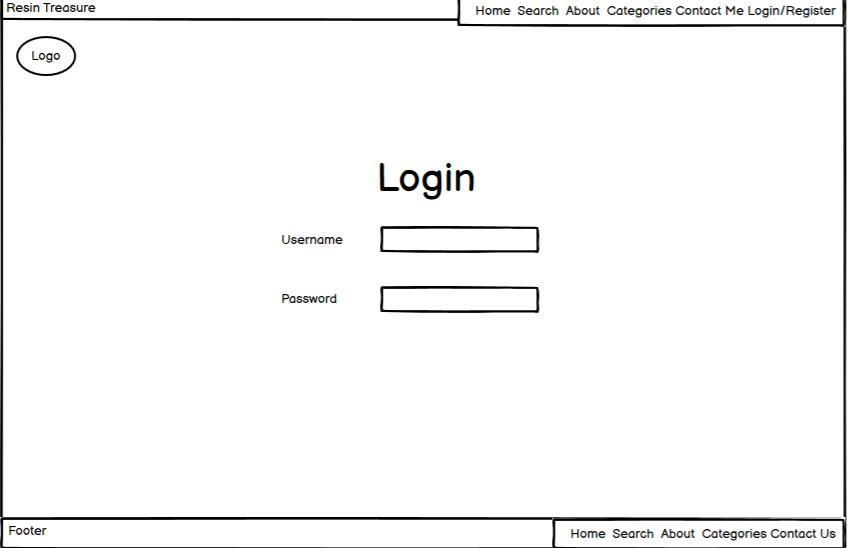 Resin Treasure
Home Search About Categories Contact Me Login/Register
Logo
Login
Username
Password
Footer
Home Search About Categories Contact Us